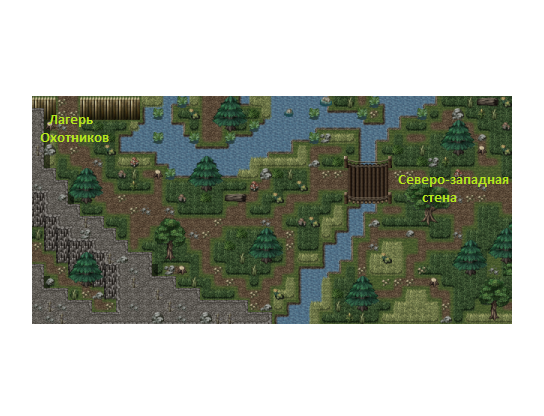 Лагерь
Охотников
Северо-западная
стена